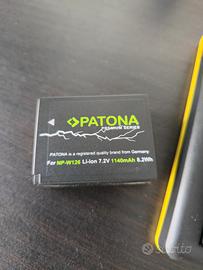 PATONA
PREMIUM SERIES
PATONA is a registered quality brand from Germany
For NP-W126 Li-Ion 7.2V 1140mAh 8.2Wh
subito